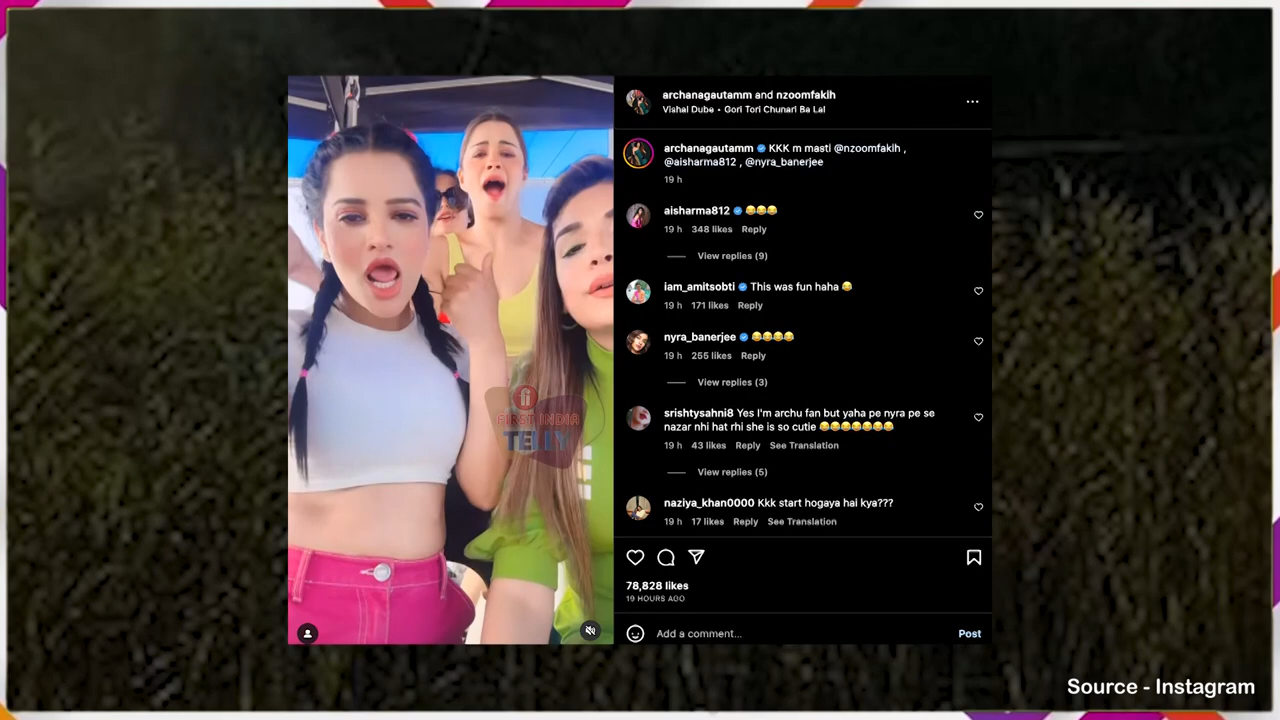 archanagautamm and nzoomfakih
Vishal Dube • Gori Tori Chunari Ba Lal
archanagautamm KKK m masti @nzoomfakih ,
@aisharma812 , @nyra_banerjee
19 h
aisharma812 😂😂😂
19 h 348 likes Reply
View replies (9)
iam_amitsobti This was fun haha 😂
19 h 171 likes Reply
nyra_banerjee 😂😂😂😂
19 h 255 likes Reply
View replies (3)
srishtysahni8 Yes I'm archu fan but yaha pe nyra pe se
nazar nhi hat rhi she is so cutie 😂😂😂😂😂😂😂
19 h 43 likes Reply See Translation
View replies (5)
naziya_khan0000 Kkk start hogaya hai kya???
19 h 17 likes Reply See Translation
78,828 likes
19 HOURS AGO
Add a comment... Post
fi
FIRST INDIA
TELLY
Source - Instagram